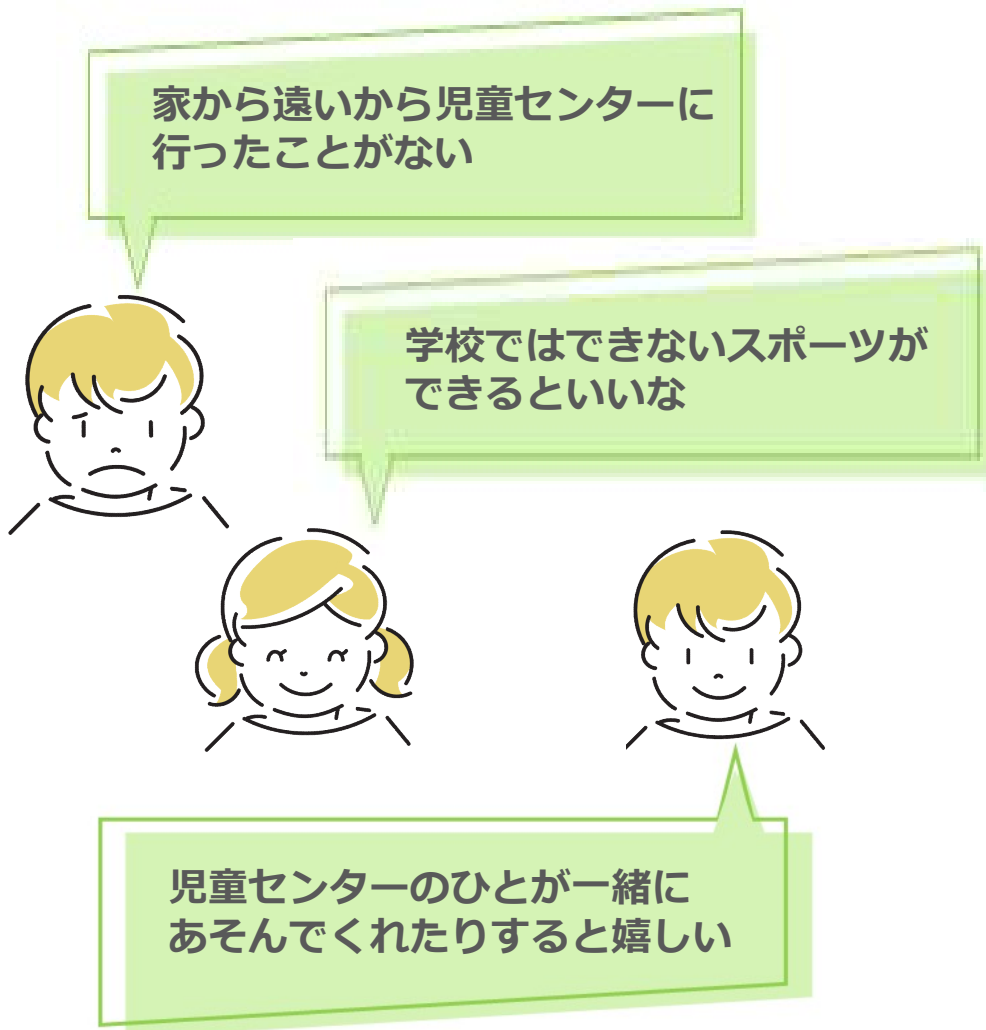 家から遠いから児童センターに
行ったことがない
学校ではできないスポーツが
できるといいな
児童センターのひとが一緒に
あそんでくれたりすると嬉しい